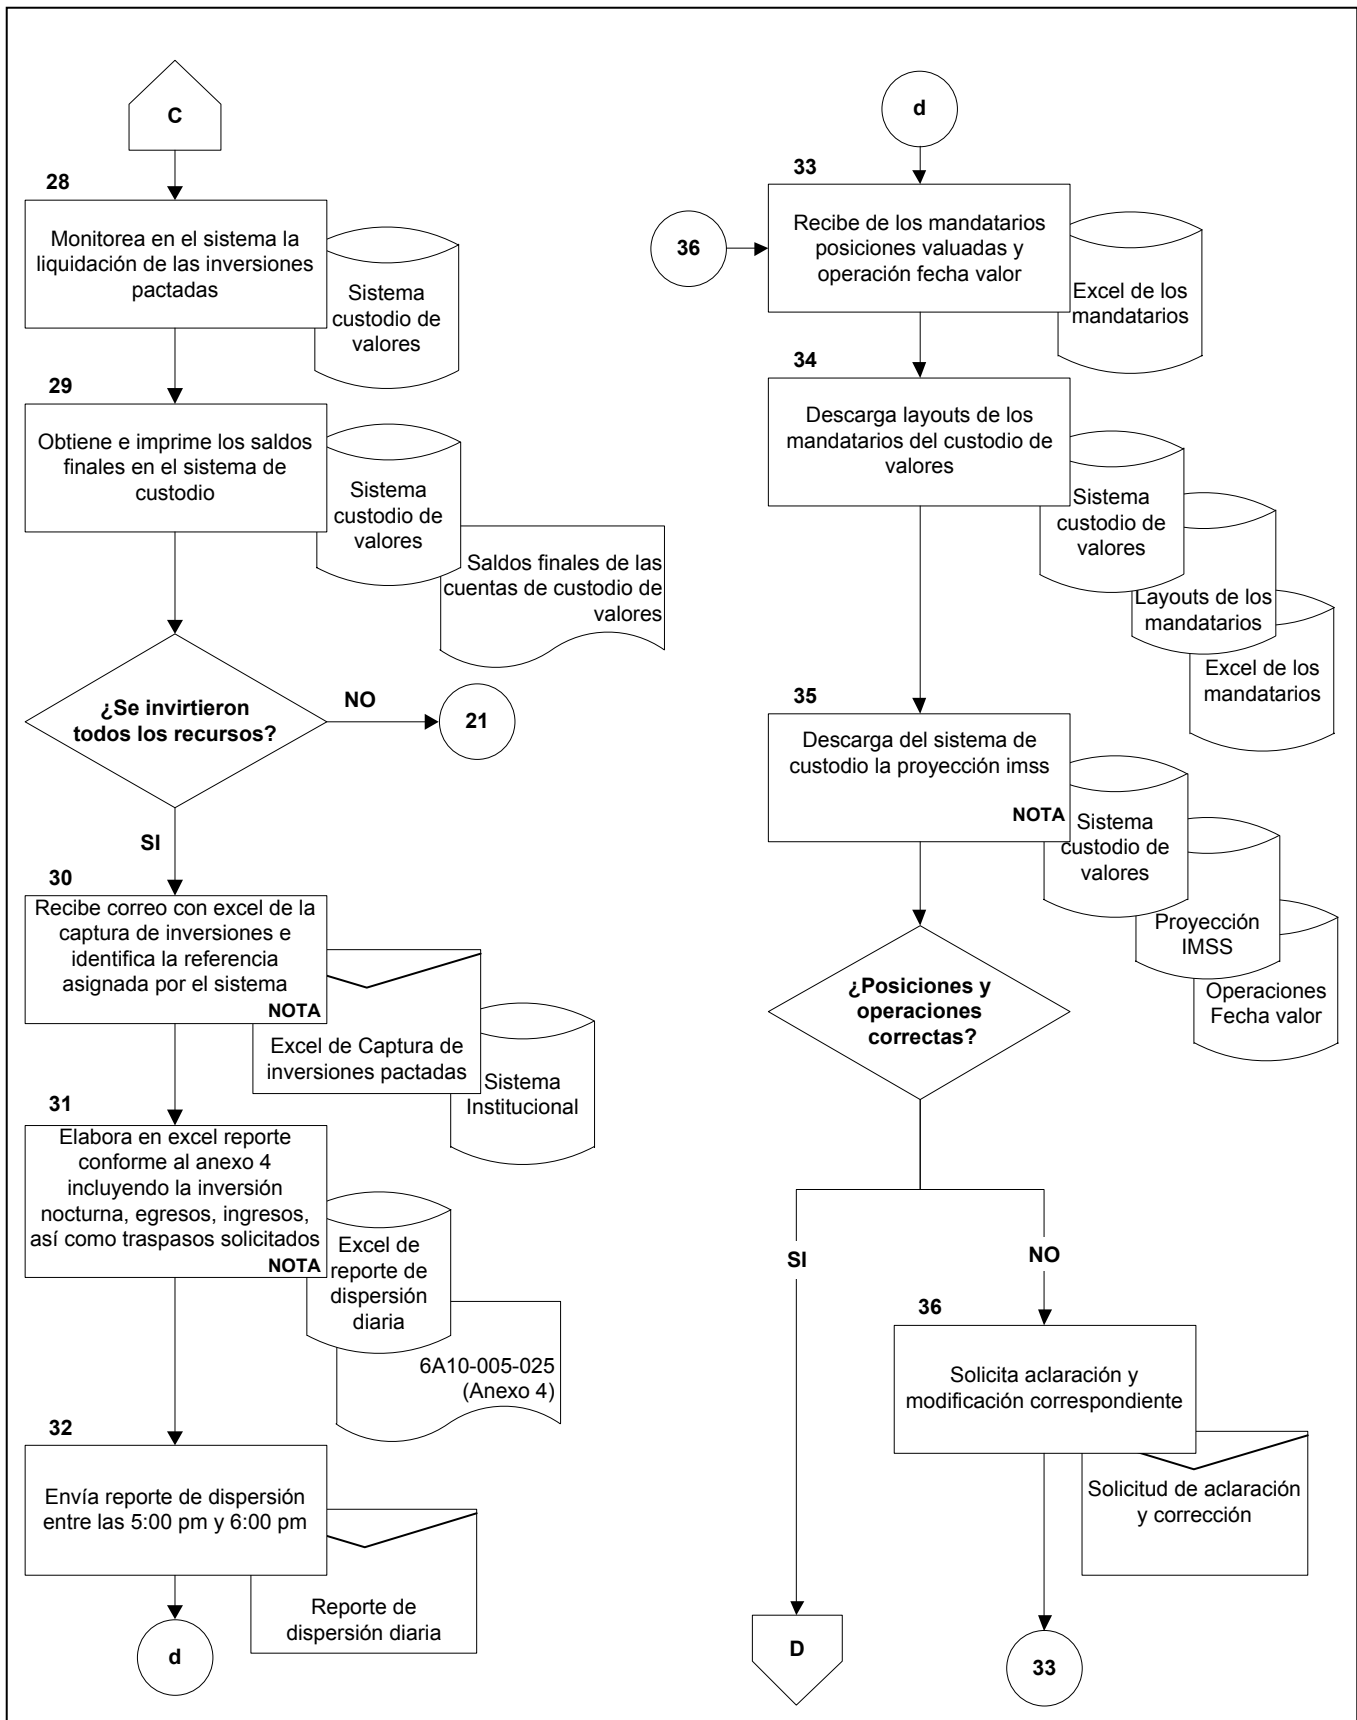 C
28
Monitorea en el sistema la
liquidación de las inversiones
pactadas
Sistema
custodio de
valores
29
Obtiene e imprime los saldos
finales en el sistema de
custodio
Sistema
custodio de
valores
Saldos finales de las
cuentas de custodio de
valores
¿Se invirtieron
todos los recursos?
NO
21
SI
30
Recibe correo con excel de la
captura de inversiones e
identifica la referencia
asignada por el sistema
NOTA
Excel de Captura de
inversiones pactadas
Sistema
Institucional
31
Elabora en excel reporte
conforme al anexo 4
incluyendo la inversión
nocturna, egresos, ingresos,
así como traspasos solicitados
NOTA
Excel de
reporte de
dispersión
diaria
6A10-005-025
(Anexo 4)
32
Envía reporte de dispersión
entre las 5:00 pm y 6:00 pm
Reporte de
dispersión diaria
d
d
33
36
Recibe de los mandatarios
posiciones valuadas y
operación fecha valor
Excel de los
mandatarios
34
Descarga layouts de los
mandatarios del custodio de
valores
Sistema
custodio de
valores
Layouts de los
mandatarios
Excel de los
mandatarios
35
Descarga del sistema de
custodio la proyección imss
NOTA
Sistema
custodio de
valores
Proyección
IMSS
Operaciones
Fecha valor
¿Posiciones y
operaciones
correctas?
SI
NO
36
Solicita aclaración y
modificación correspondiente
Solicitud de aclaración
y corrección
D
33